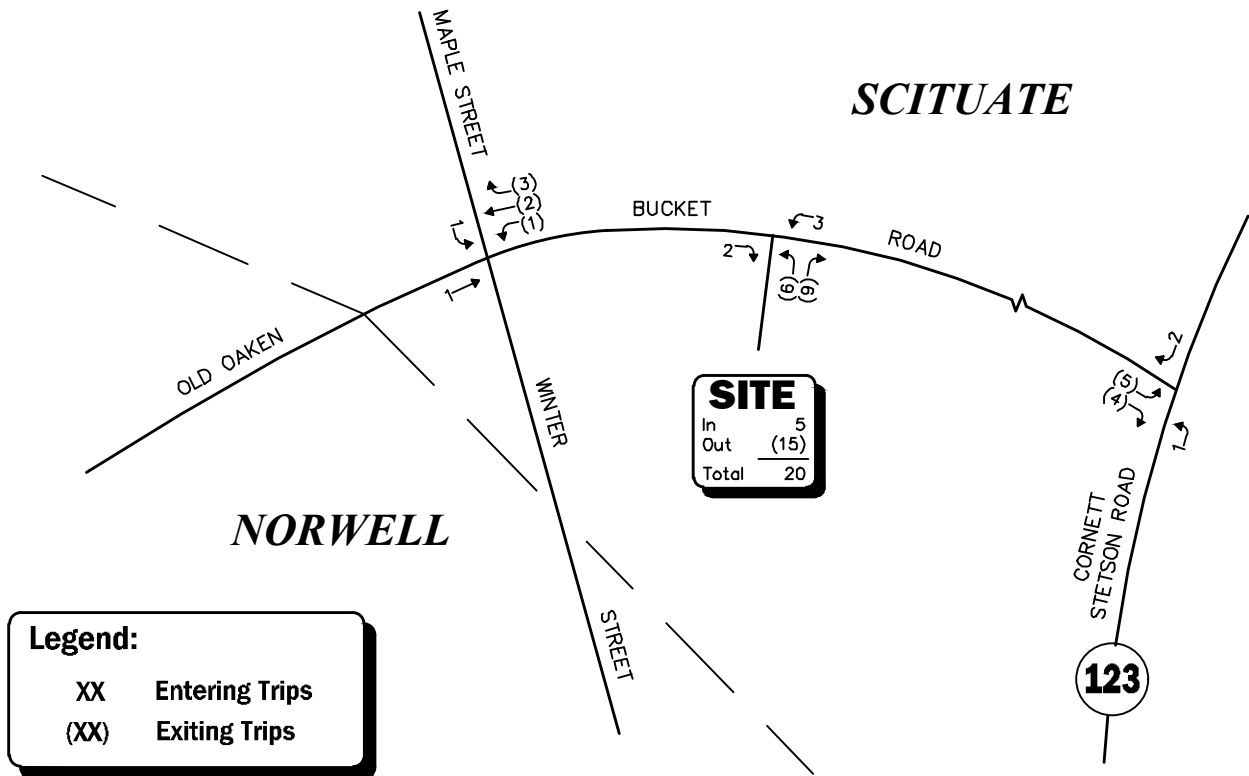 MAPLE STREET
SCITUATE
(3)
(2)
(1)
1
1
BUCKET
3
2
(6)
(9)
ROAD
OLD OAKEN
2
(5)
(4)
1
WINTER
STREET
SITE
In 5
Out (15)
Total 20
NORWELL
CORNETT
STETSON ROAD
123
Legend:
XX Entering Trips
(XX) Exiting Trips